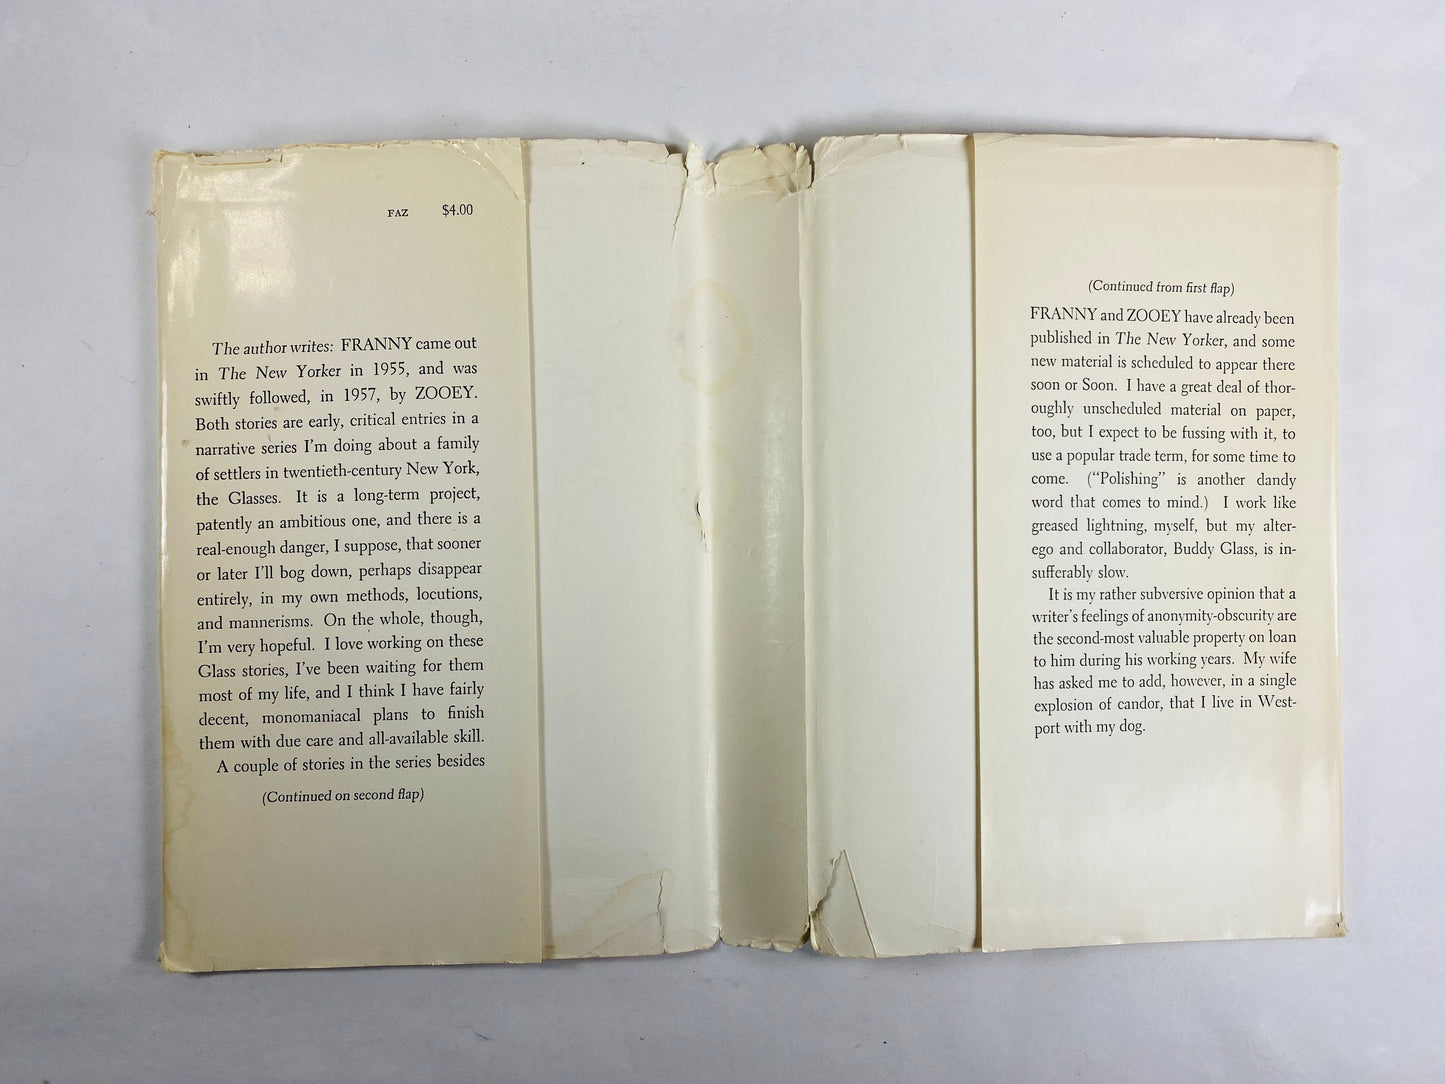 FAZ $4.00
The author writes: FRANNY came out
in The New Yorker in 1955, and was
swiftly followed, in 1957, by ZOOEY.
Both stories are early, critical entries in a
narrative series I'm doing about a family
of settlers in twentieth-century New York,
the Glasses. It is a long-term project,
patently an ambitious one, and there is a
real-enough danger, I suppose, that sooner
or later I'll bog down, perhaps disappear
entirely, in my own methods, locutions,
and mannerisms. On the whole, though,
I'm very hopeful. I love working on these
Glass stories, I've been waiting for them
most of my life, and I think I have fairly
decent, monomaniacal plans to finish
them with due care and all-available skill.
A couple of stories in the series besides
(Continued on second flap)
(Continued from first flap)
FRANNY and ZOOEY have already been
published in The New Yorker, and some
new material is scheduled to appear there
soon or Soon. I have a great deal of thor-
oughly unscheduled material on paper,
too, but I expect to be fussing with it, to
use a popular trade term, for some time to
come. ("Polishing" is another dandy
word that comes to mind.) I work like
greased lightning, myself, but my alter-
ego and collaborator, Buddy Glass, is in-
sufferably slow.
It is my rather subversive opinion that a
writer's feelings of anonymity-obscurity are
the second-most valuable property on loan
to him during his working years. My wife
has asked me to add, however, in a single
explosion of candor, that I live in West-
port with my dog.